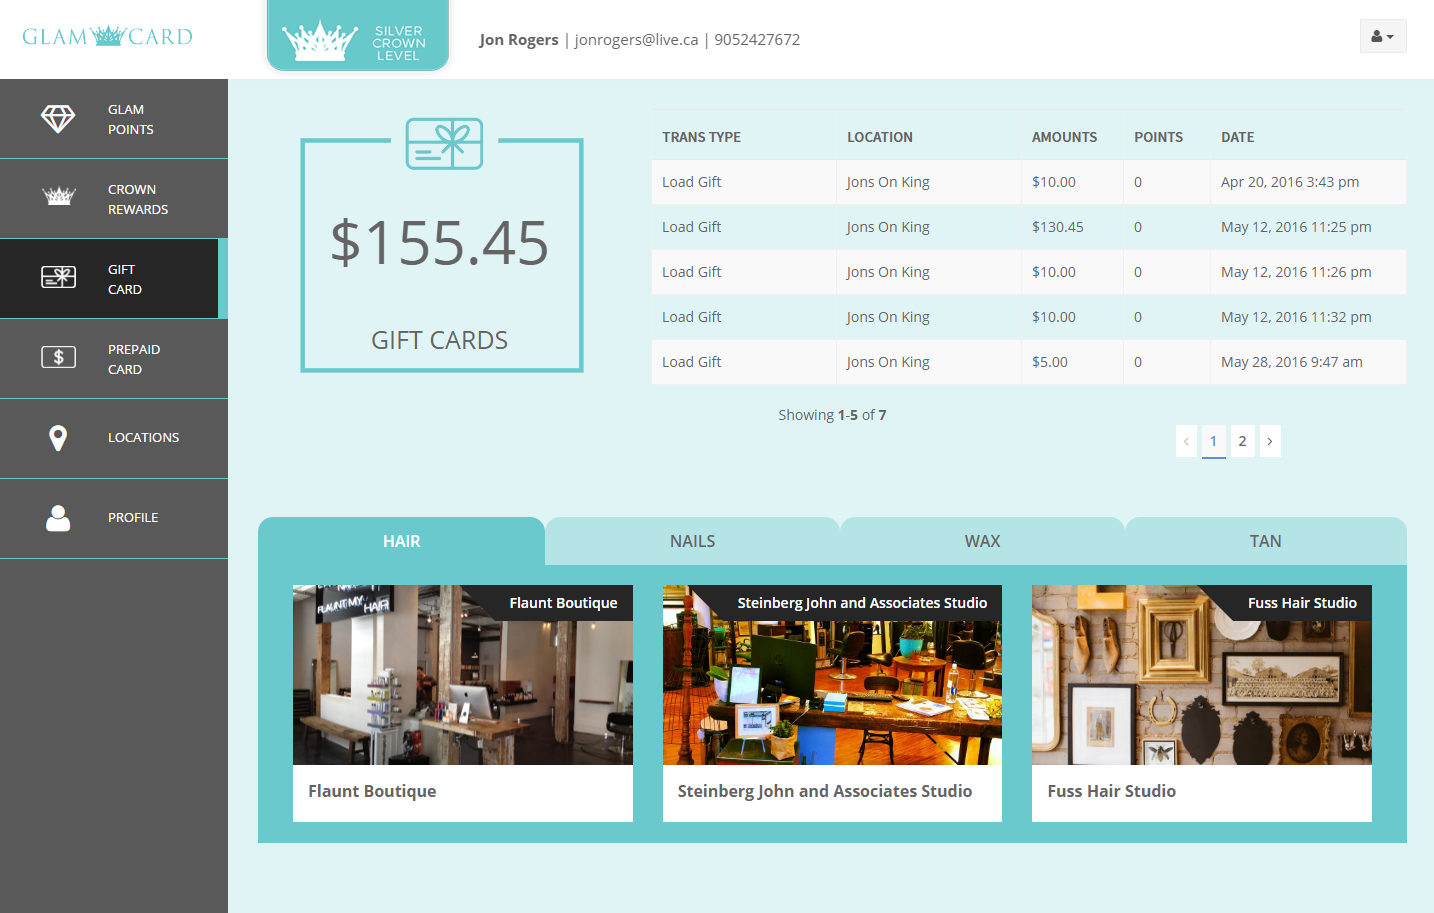 GLAM CARD
SILVER
CROWN
LEVEL
Jon Rogers | jonrogers@live.ca | 9052427672
GLAM
POINTS
CROWN
REWARDS
GIFT
CARD
PREPAID
CARD
LOCATIONS
PROFILE
$155.45
GIFT CARDS
TRANS TYPE LOCATION AMOUNTS POINTS DATE
Load Gift Jons On King $10.00 0 Apr 20, 2016 3:43 pm
Load Gift Jons On King $130.45 0 May 12, 2016 11:25 pm
Load Gift Jons On King $10.00 0 May 12, 2016 11:26 pm
Load Gift Jons On King $10.00 0 May 12, 2016 11:32 pm
Load Gift Jons On King $5.00 0 May 28, 2016 9:47 am
Showing 1-5 of 7
‹ 1 2 ›
HAIR NAILS WAX TAN
FLAUNT MY
HAIR
Flaunt Boutique
Steinberg John and Associates Studio
Fuss Hair Studio
Flaunt Boutique
Steinberg John and Associates Studio
Fuss Hair Studio